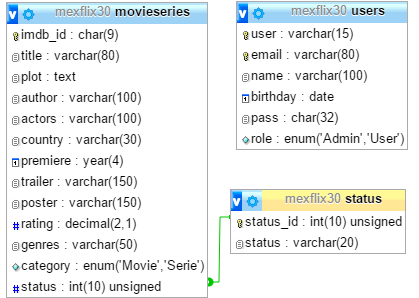 mexflix30 movieseries
imdb_id : char(9)
title : varchar(80)
plot : text
author : varchar(100)
actors : varchar(100)
country : varchar(30)
premiere : year(4)
trailer : varchar(150)
poster : varchar(150)
rating : decimal(2,1)
genres : varchar(50)
category : enum('Movie','Serie')
status : int(10) unsigned
mexflix30 users
user : varchar(15)
email : varchar(80)
name : varchar(100)
birthday : date
pass : char(32)
role : enum('Admin','User')
mexflix30 status
status_id : int(10) unsigned
status : varchar(20)